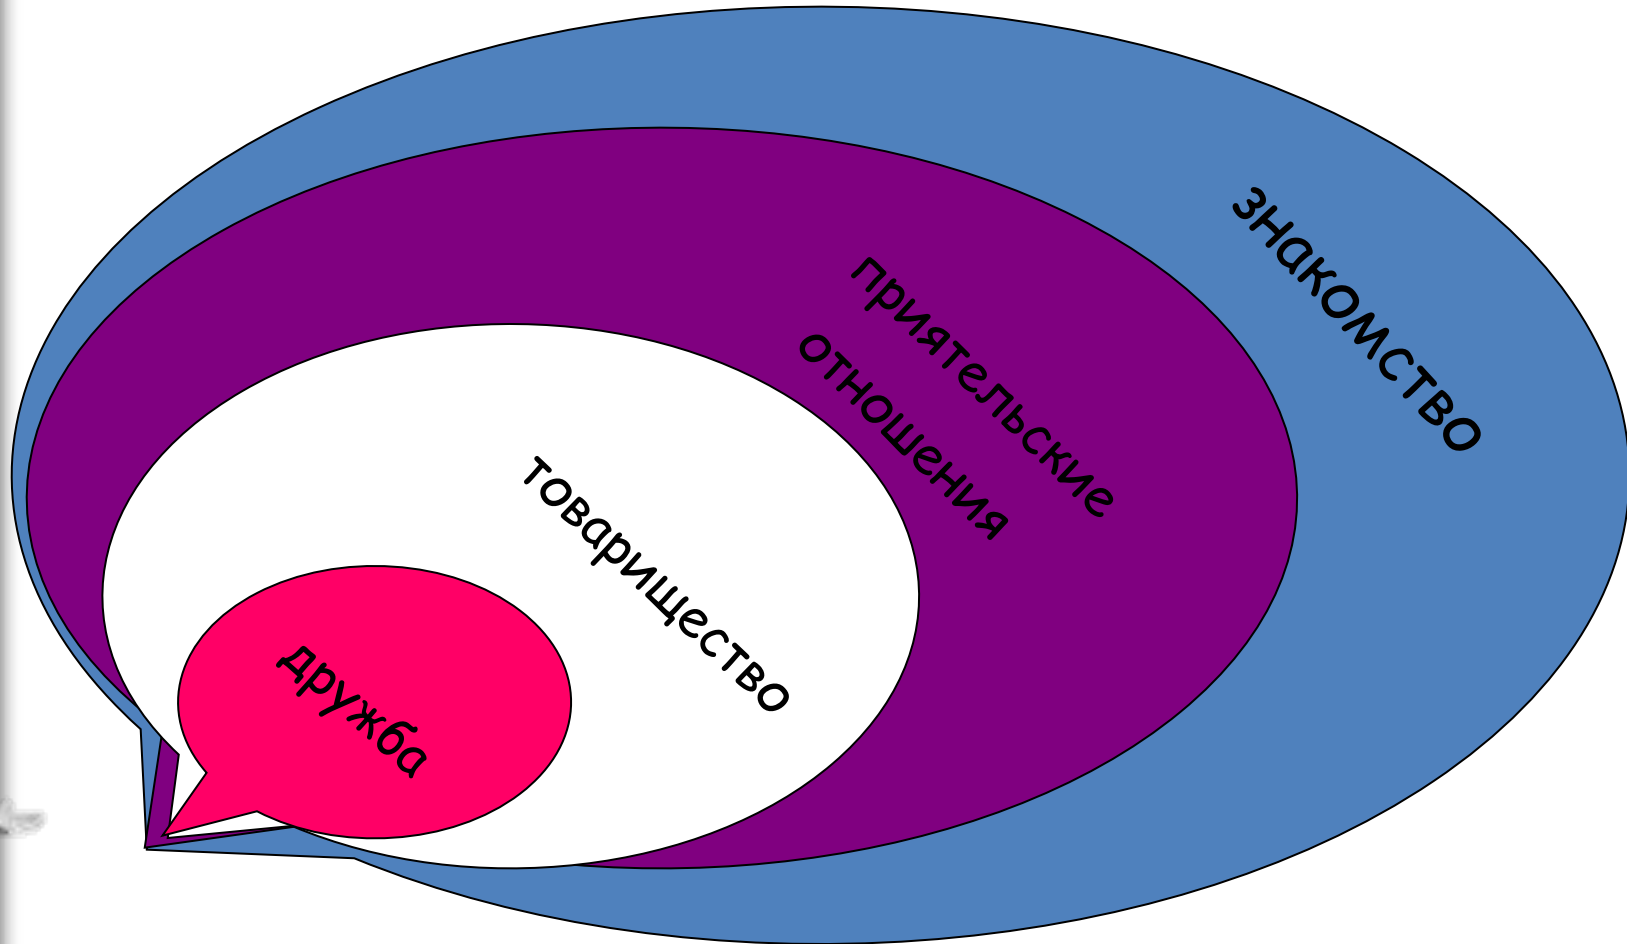 знакомство
приятельские
отношения
товарищество
дружба